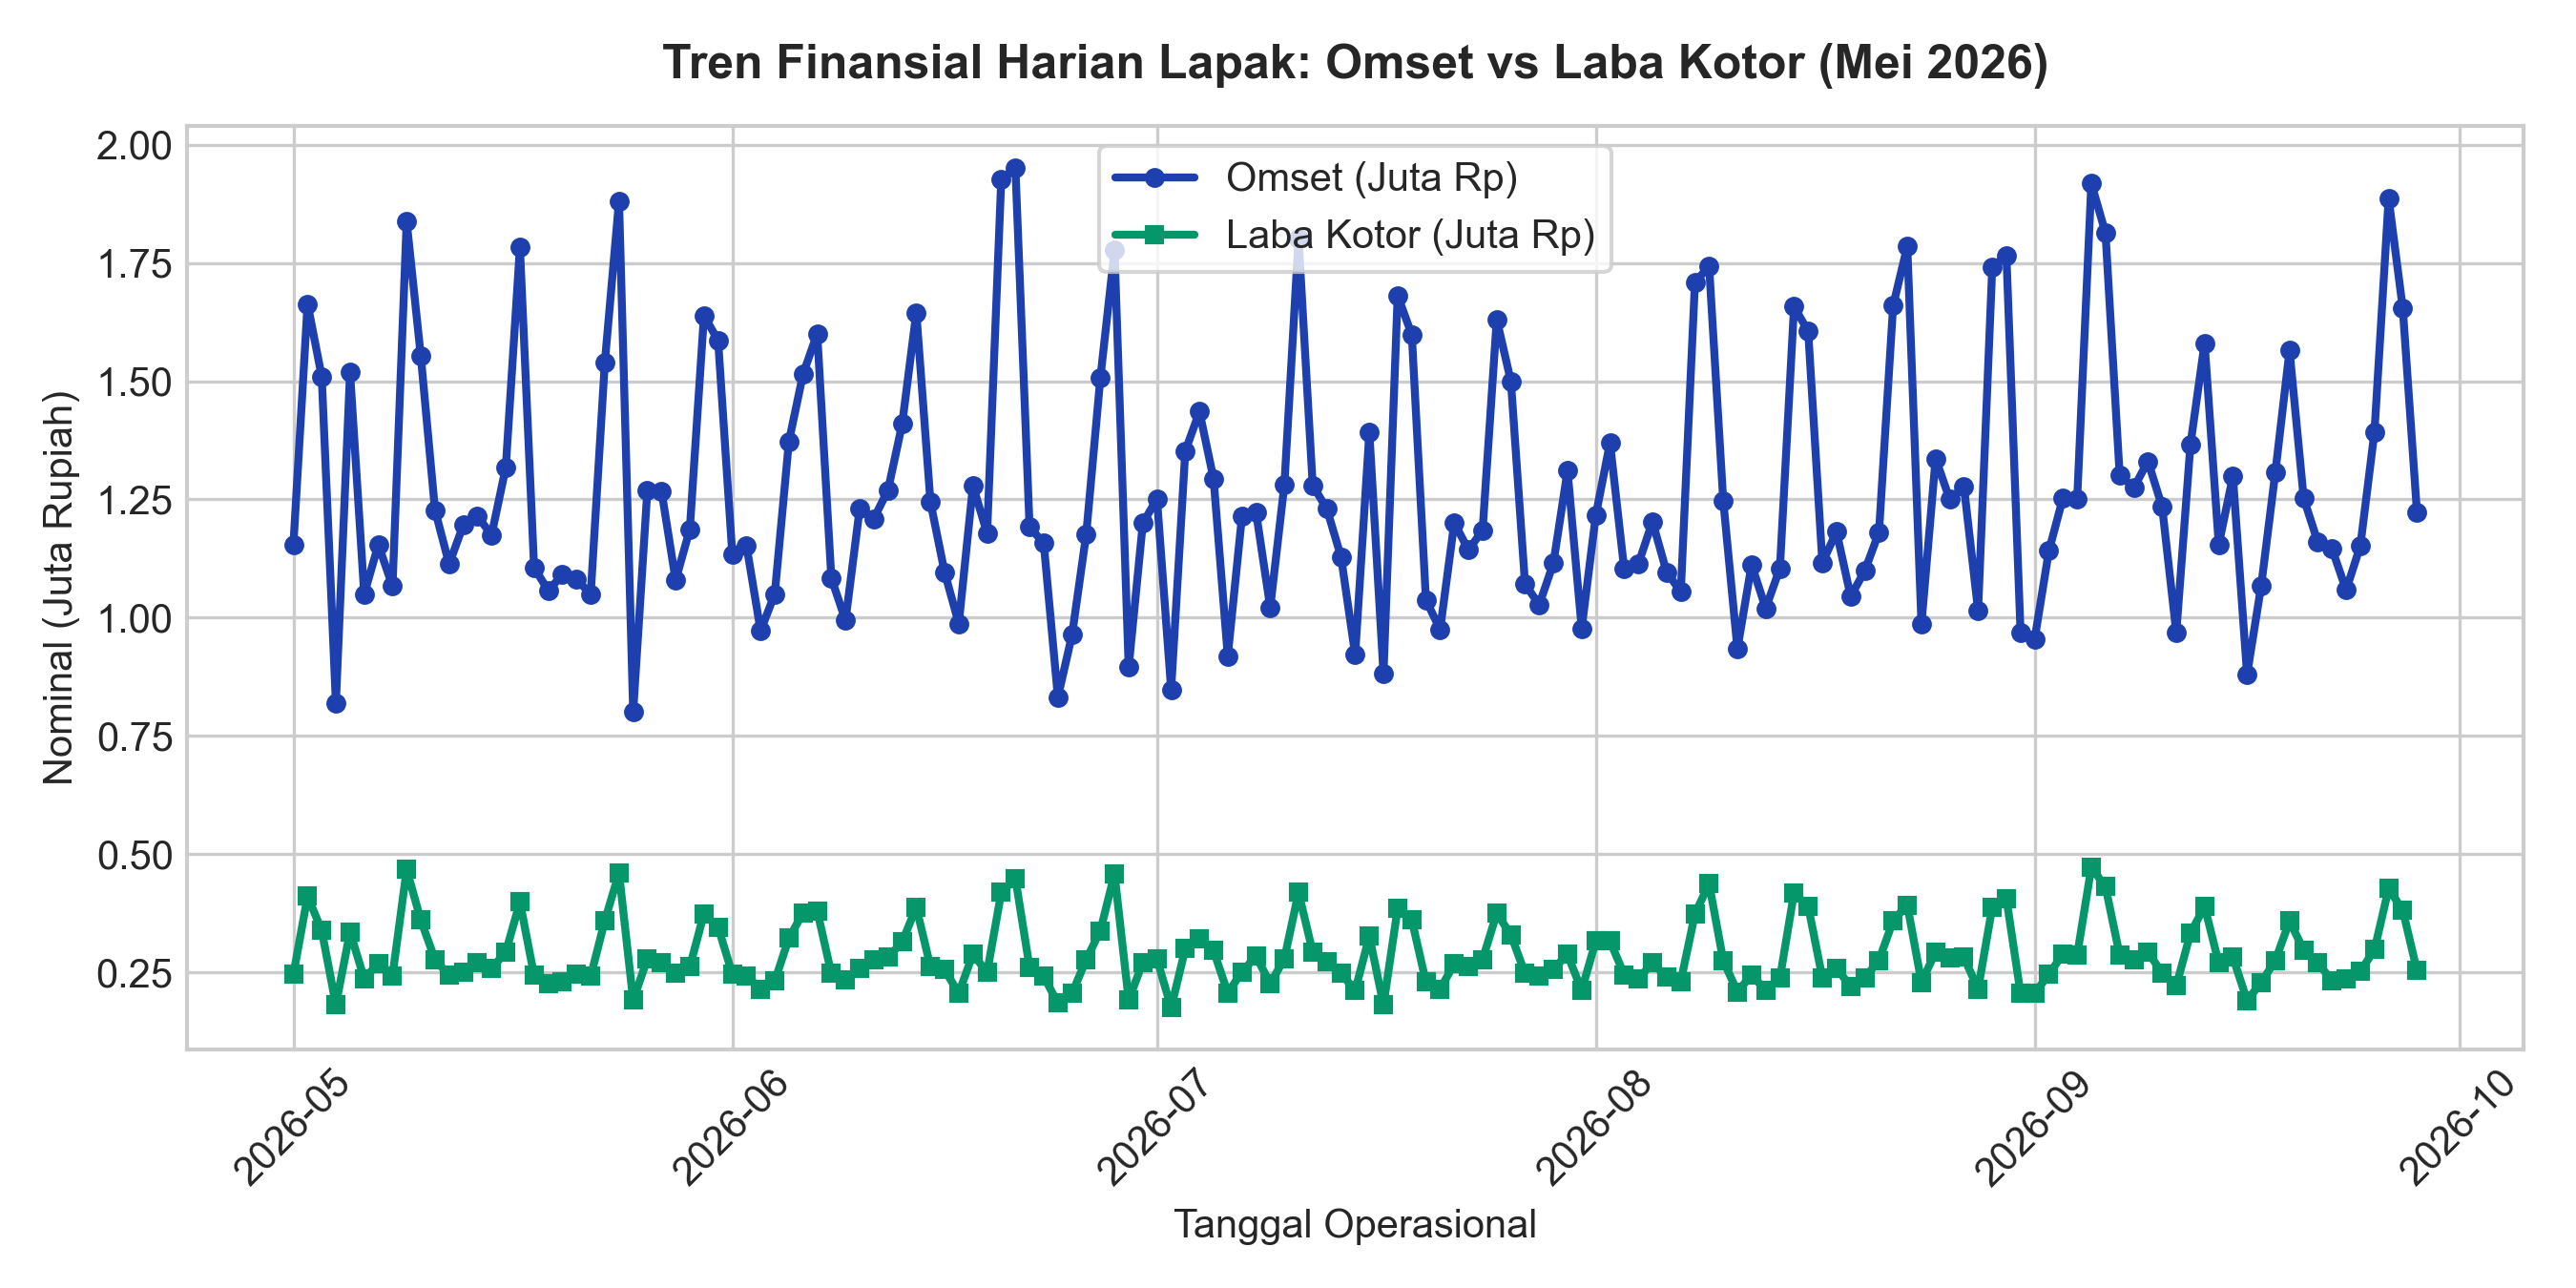 Tren Finansial Harian Lapak: Omset vs Laba Kotor (Mei 2026)
Nominal (Juta Rupiah)
2.00
1.75
1.50
1.25
1.00
0.75
0.50
0.25
Omset (Juta Rp)
Laba Kotor (Juta Rp)
2026-05
2026-06
2026-07
2026-08
2026-09
2026-10
Tanggal Operasional